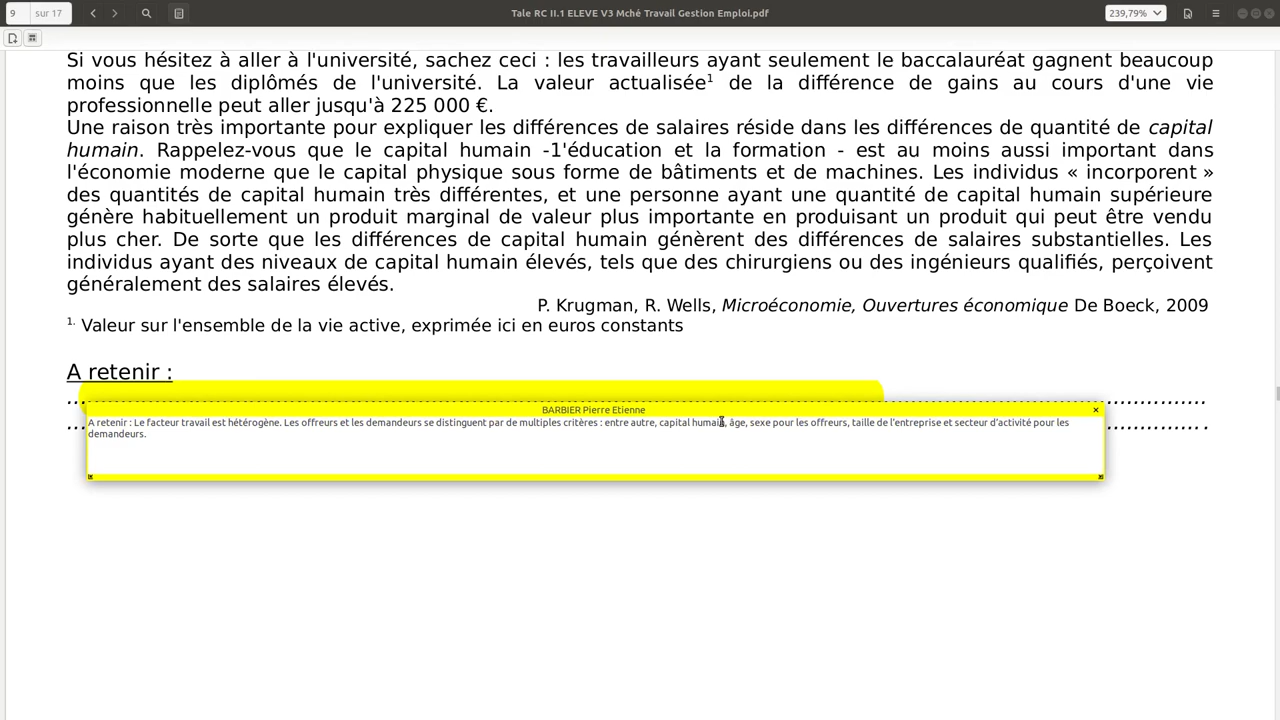 9 sur 17 Tale RC II.1 ELEVE V3 Mché Travail Gestion Emploi.pdf 239,79%
Si vous hésitez à aller à l'université, sachez ceci : les travailleurs ayant seulement le baccalauréat gagnent beaucoup
moins que les diplômés de l'université. La valeur actualisée1 de la différence de gains au cours d'une vie
professionnelle peut aller jusqu'à 225 000 €.
Une raison très importante pour expliquer les différences de salaires réside dans les différences de quantité de capital
humain. Rappelez-vous que le capital humain -1'éducation et la formation - est au moins aussi important dans
l'économie moderne que le capital physique sous forme de bâtiments et de machines. Les individus « incorporent »
des quantités de capital humain très différentes, et une personne ayant une quantité de capital humain supérieure
génère habituellement un produit marginal de valeur plus importante en produisant un produit qui peut être vendu
plus cher. De sorte que les différences de capital humain génèrent des différences de salaires substantielles. Les
individus ayant des niveaux de capital humain élevés, tels que des chirurgiens ou des ingénieurs qualifiés, perçoivent
généralement des salaires élevés.
P. Krugman, R. Wells, Microéconomie, Ouvertures économique De Boeck, 2009
1. Valeur sur l'ensemble de la vie active, exprimée ici en euros constants
A retenir :
BARBIER Pierre Etienne
A retenir : Le facteur travail est hétérogène. Les offreurs et les demandeurs se distinguent par de multiples critères : entre autre, capital humain, âge, sexe pour les offreurs, taille de l'entreprise et secteur d'activité pour les
demandeurs.